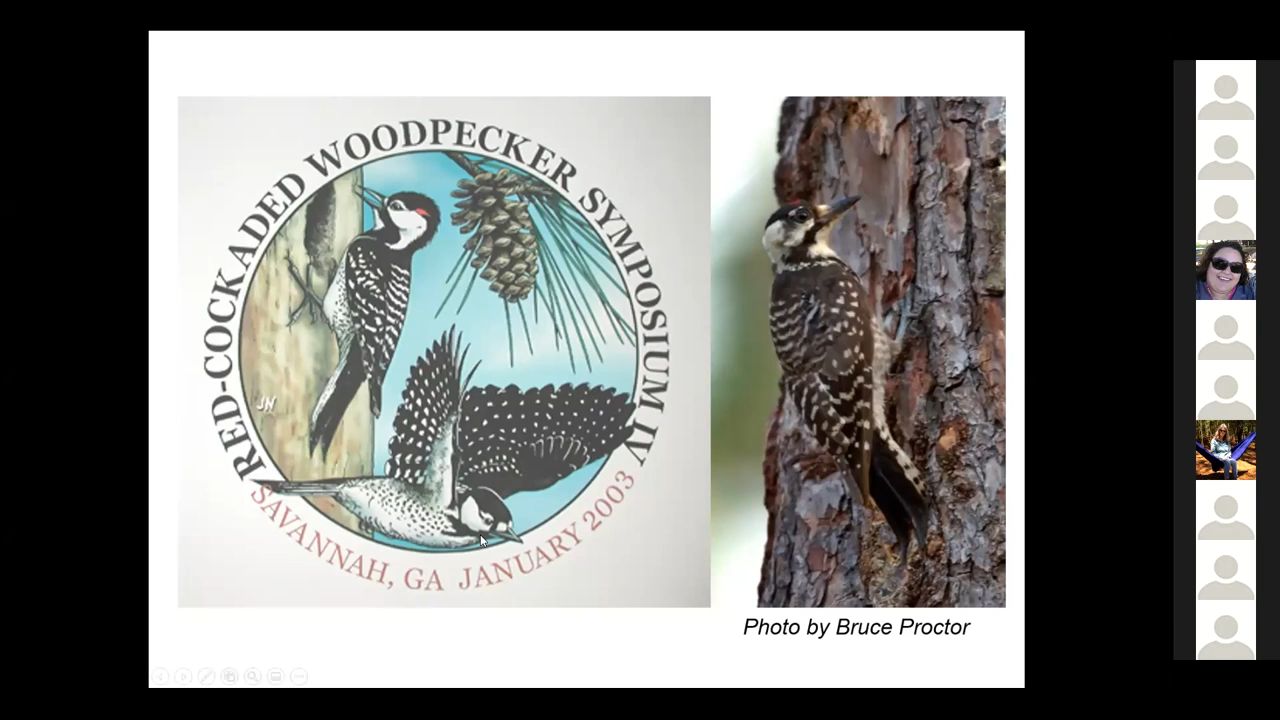 RED-COCKADED WOODPECKER SYMPOSIUM IV
SAVANNAH, GA JANUARY 2003
JN
Photo by Bruce Proctor